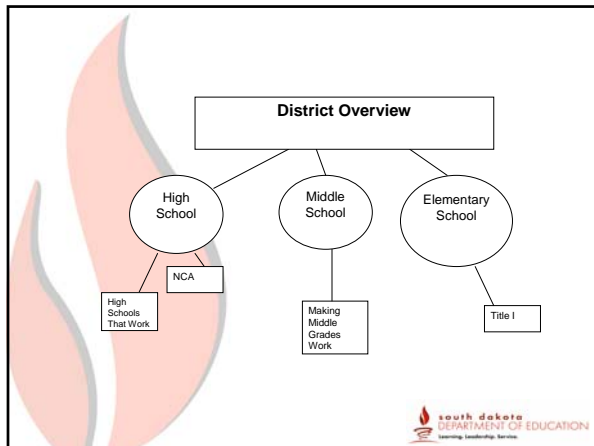 District Overview
High
School
Middle
School
Elementary
School
NCA
High
Schools
That Work
Making
Middle
Grades
Work
Title I
south dakota
DEPARTMENT OF EDUCATION
Learning. Leadership. Service.